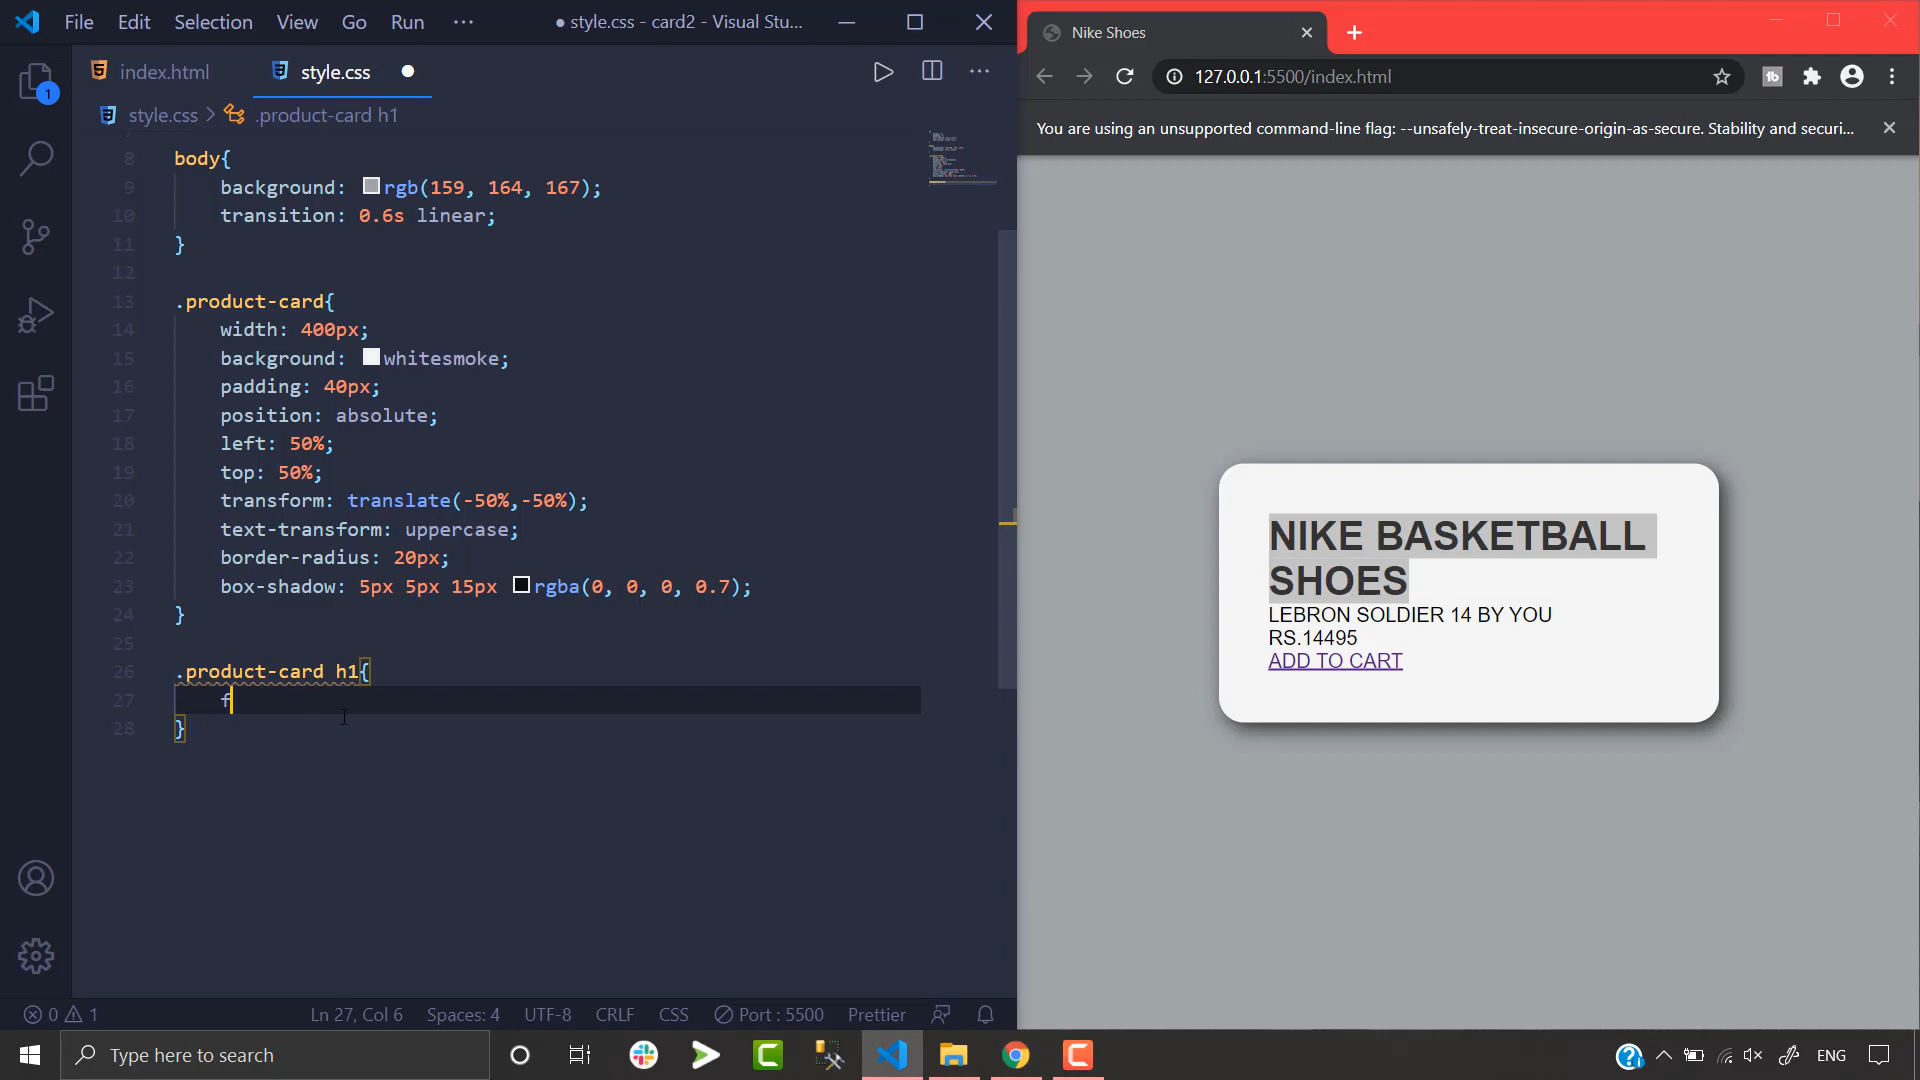 File Edit Selection View Go Run ··· ● style.css - card2 - Visual Stu...
index.html style.css
style.css > .product-card h1
8 body{
9 background: rgb(159, 164, 167);
10 transition: 0.6s linear;
11 }
12
13 .product-card{
14 width: 400px;
15 background: whitesmoke;
16 padding: 40px;
17 position: absolute;
18 left: 50%;
19 top: 50%;
20 transform: translate(-50%,-50%);
21 text-transform: uppercase;
22 border-radius: 20px;
23 box-shadow: 5px 5px 15px rgba(0, 0, 0, 0.7);
24 }
25
26 .product-card h1{
27 f
28 }
1
0 1 Ln 27, Col 6 Spaces: 4 UTF-8 CRLF CSS Port : 5500 Prettier
Nike Shoes
127.0.0.1:5500/index.html
You are using an unsupported command-line flag: --unsafely-treat-insecure-origin-as-secure. Stability and securi...
NIKE BASKETBALL
SHOES
LEBRON SOLDIER 14 BY YOU
RS.14495
ADD TO CART
Type here to search
ENG